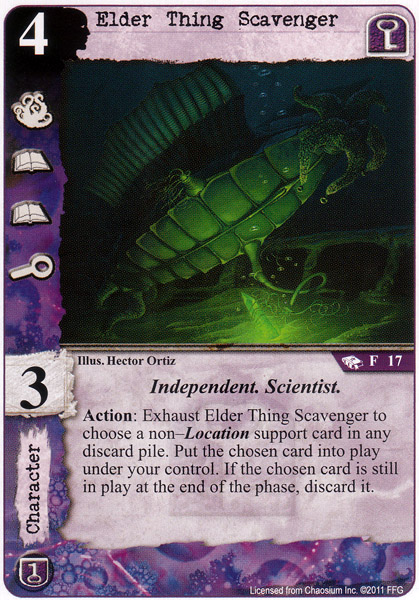 4
Elder Thing Scavenger
Illus. Hector Ortiz
F 17
3
Independent. Scientist.
Action: Exhaust Elder Thing Scavenger to
choose a non–Location support card in any
discard pile. Put the chosen card into play
under your control. If the chosen card is still
in play at the end of the phase, discard it.
Character
1
Licensed from Chaosium Inc. ©2011 FFG